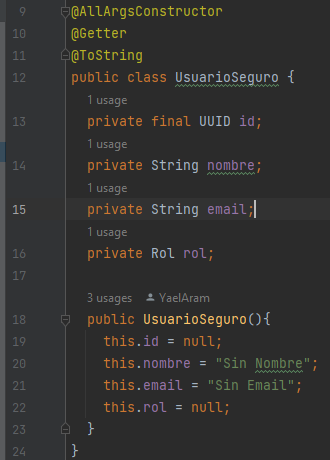 9 @AllArgsConstructor
10 @Getter
11 @ToString
12 public class UsuarioSeguro {
1 usage
13 private final UUID id;
1 usage
14 private String nombre;
1 usage
15 private String email;
1 usage
16 private Rol rol;
17
3 usages YaelAram
18 public UsuarioSeguro(){
19 this.id = null;
20 this.nombre = "Sin Nombre";
21 this.email = "Sin Email";
22 this.rol = null;
23 }
24 }